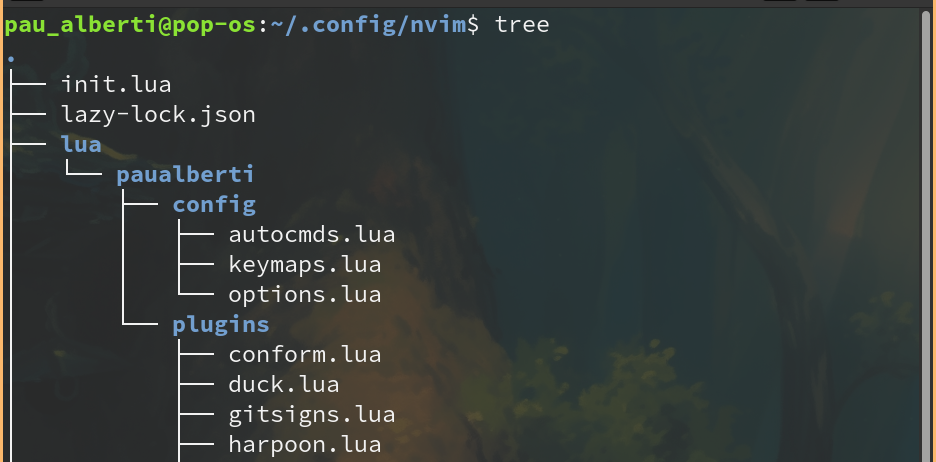 pau_alberti@pop-os:~/.config/nvim$ tree
.
├── init.lua
├── lazy-lock.json
├── lua
│   └── paualberti
│       ├── config
│       │   ├── autocmds.lua
│       │   ├── keymaps.lua
│       │   └── options.lua
│       └── plugins
│           ├── conform.lua
│           ├── duck.lua
│           ├── gitsigns.lua
│           ├── harpoon.lua